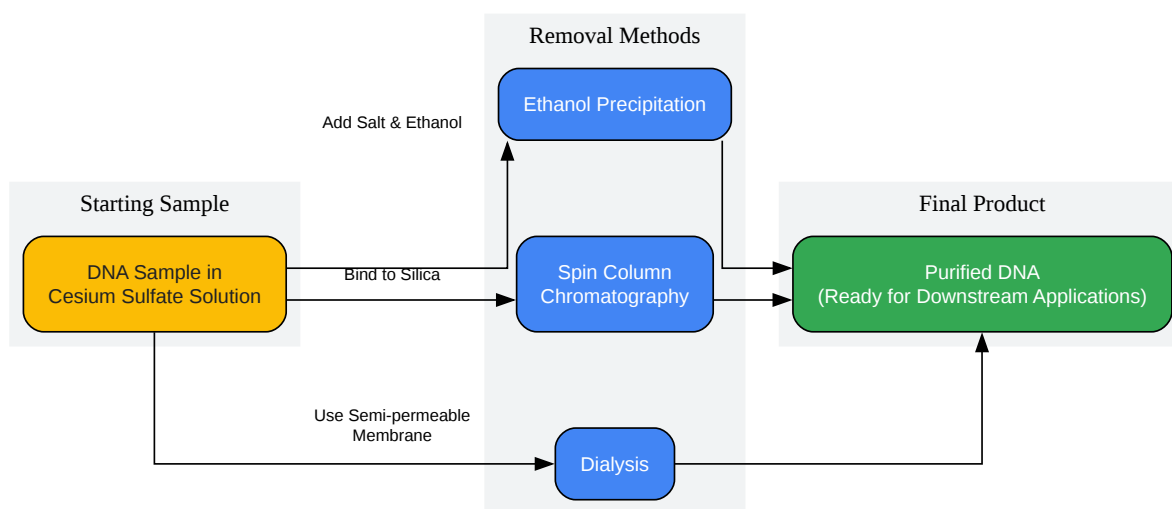 Removal Methods
Ethanol Precipitation
Add Salt & Ethanol
Starting Sample
Final Product
DNA Sample in
Cesium Sulfate Solution
Bind to Silica
Spin Column
Chromatography
Purified DNA
(Ready for Downstream Applications)
Use Semi-permeable
Membrane
Dialysis